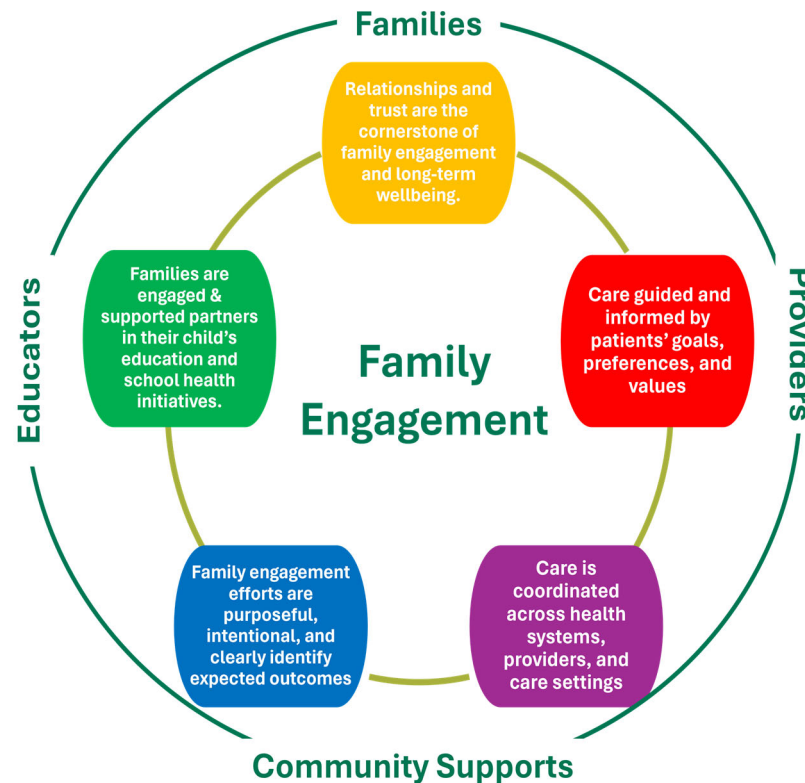 Families
Relationships and
trust are the
cornerstone of
family engagement
and long-term
wellbeing.
Families are
engaged &
supported partners
in their child's
education and
school health
initiatives.
Care guided and
informed by
patients' goals,
preferences, and
values
Educators
Providers
Family
Engagement
Family engagement
efforts are
purposeful,
intentional, and
clearly identify
expected outcomes
Care is
coordinated
across health
systems,
providers, and
care settings
Community Supports